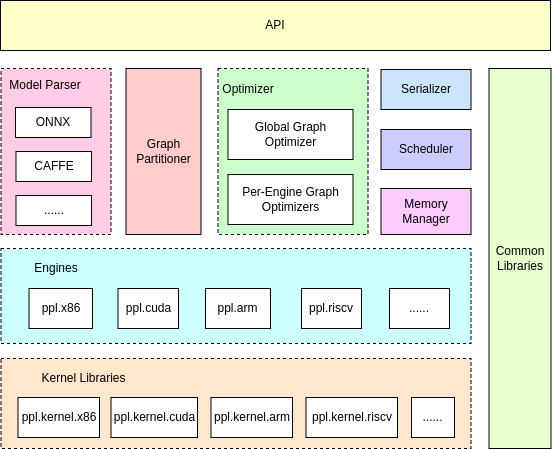 API
Model Parser
ONNX
CAFFE
......
Graph
Partitioner
Optimizer
Global Graph
Optimizer
Per-Engine Graph
Optimizers
Serializer
Scheduler
Memory
Manager
Common
Libraries
Engines
ppl.x86
ppl.cuda
ppl.arm
ppl.riscv
......
Kernel Libraries
ppl.kernel.x86
ppl.kernel.cuda
ppl.kernel.arm
ppl.kernel.riscv
......